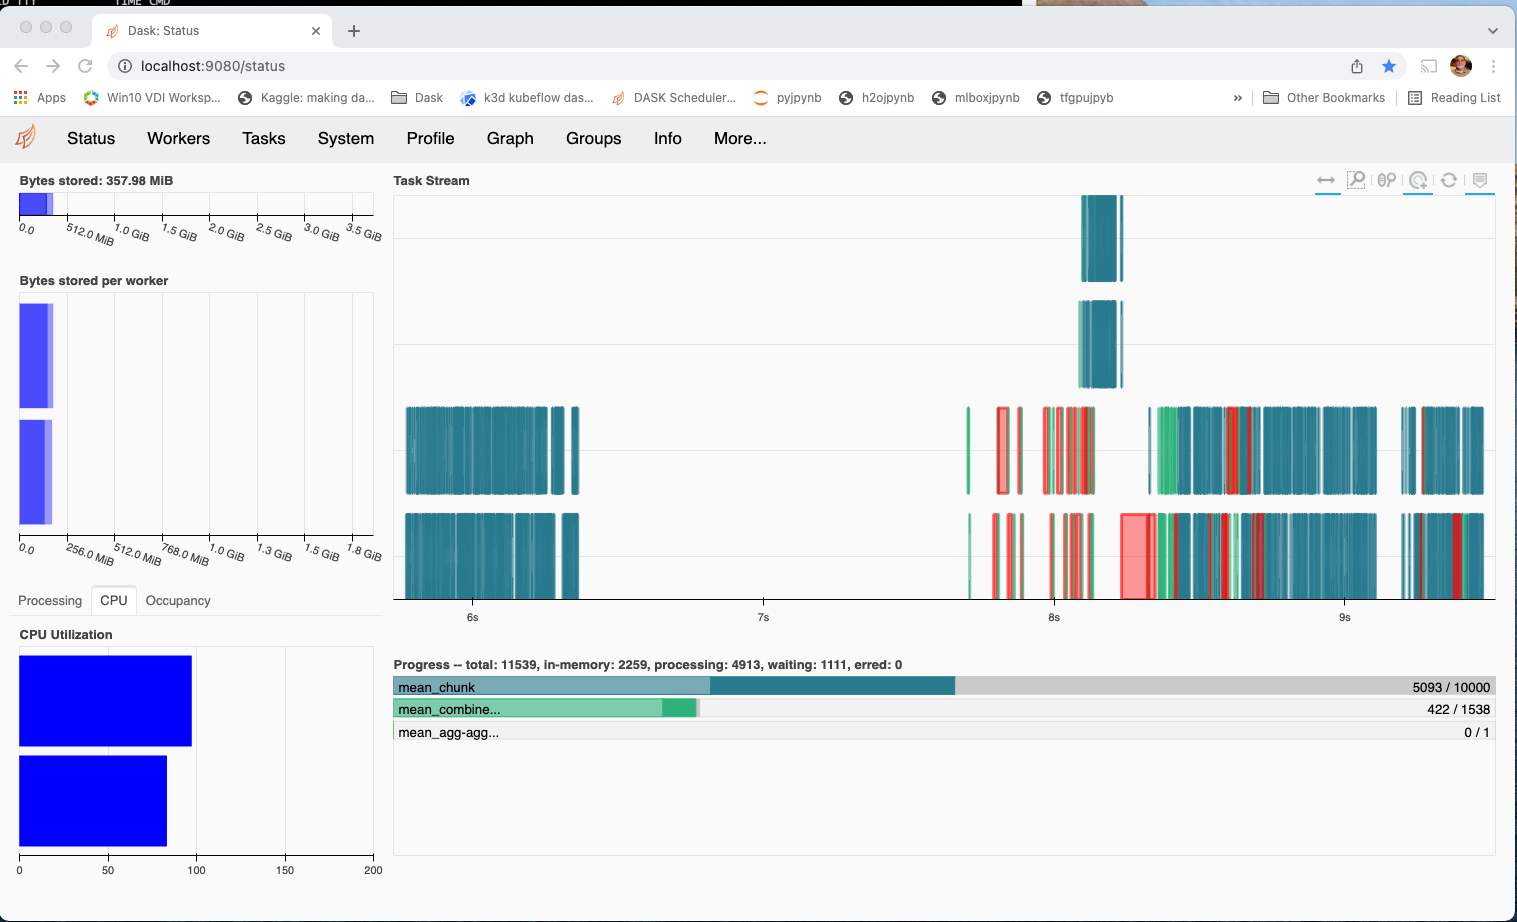 TIME CMD
Dask: Status
localhost:9080/status
Apps Win10 VDI Worksp... Kaggle: making da... Dask k3d kubeflow das... DASK Scheduler... pyjpynb h2ojpynb mlboxjpynb tfgpujpyb » Other Bookmarks Reading List
Status Workers Tasks System Profile Graph Groups Info More...
Bytes stored: 357.98 MiB
0.0 512.0 MiB 1.0 GiB 1.5 GiB 2.0 GiB 2.5 GiB 3.0 GiB 3.5 GiB
Bytes stored per worker
0.0 256.0 MiB 512.0 MiB 768.0 MiB 1.0 GiB 1.3 GiB 1.5 GiB 1.8 GiB
Processing CPU Occupancy
CPU Utilization
0 50 100 150 200
Task Stream
6s 7s 8s 9s
Progress -- total: 11539, in-memory: 2259, processing: 4913, waiting: 1111, erred: 0
mean_chunk 5093 / 10000
mean_combine... 422 / 1538
mean_agg-agg... 0 / 1